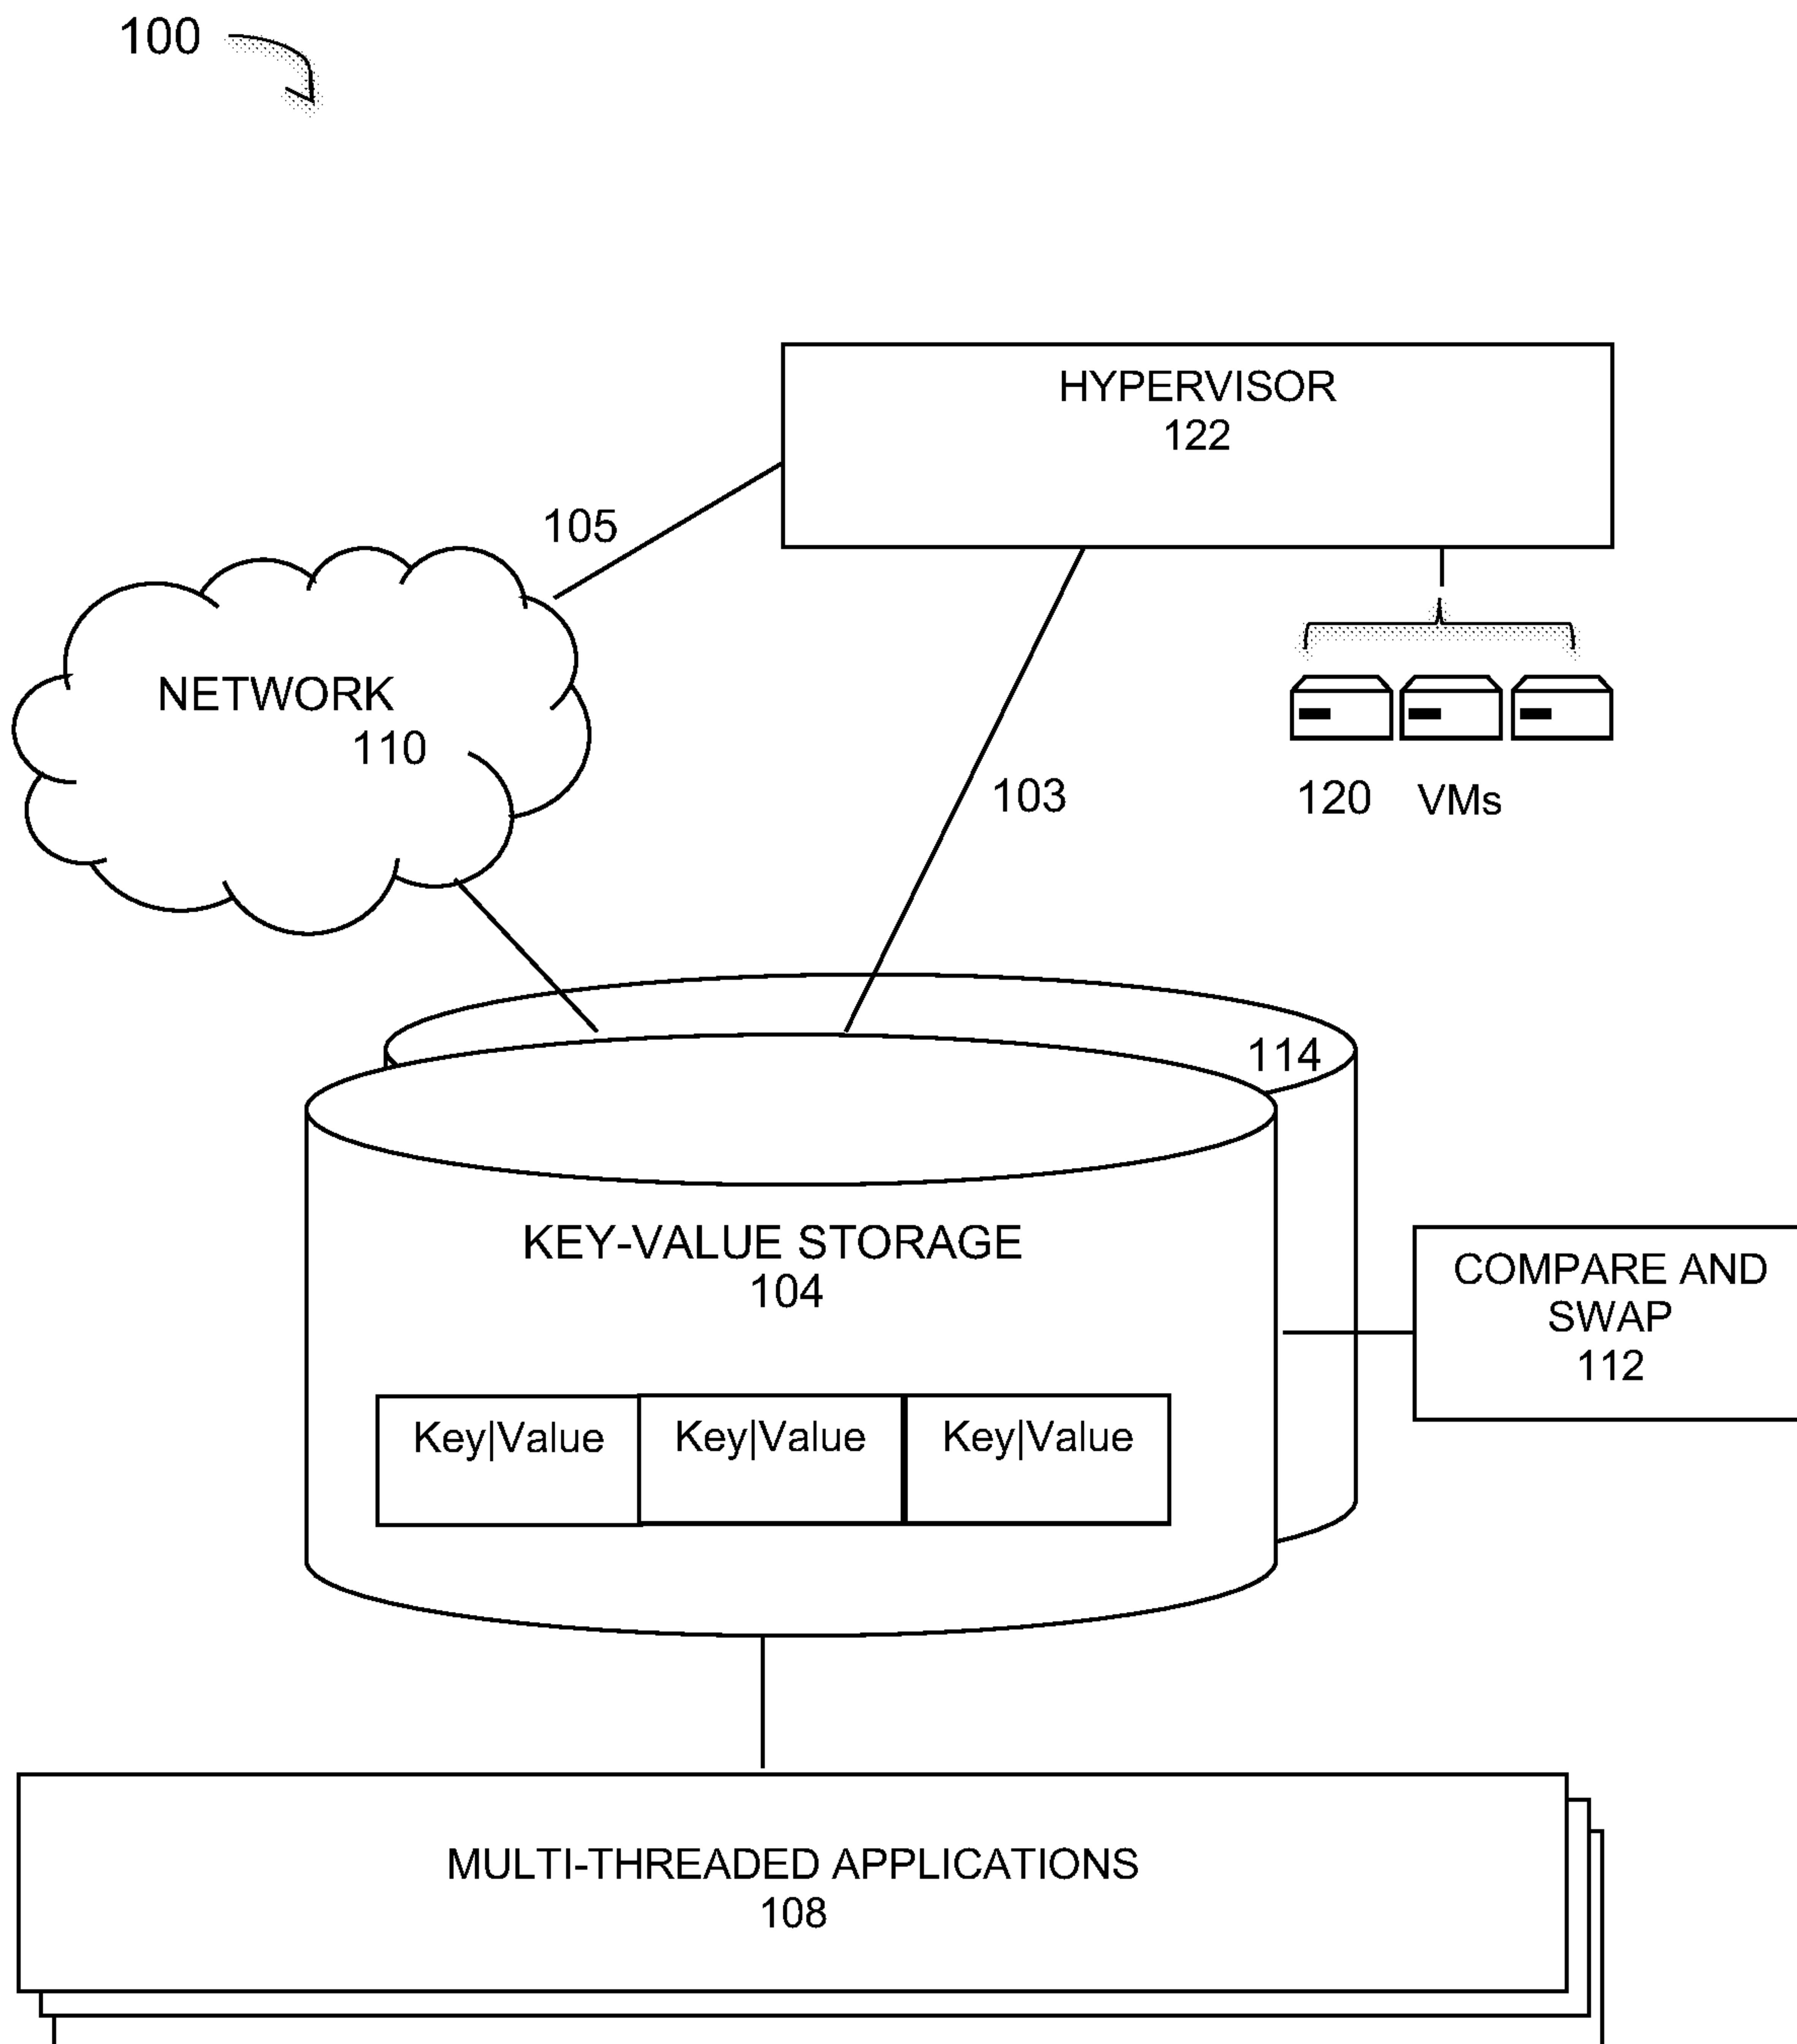 100
HYPERVISOR
122
105
NETWORK
110
103
120 VMs
114
KEY-VALUE STORAGE
104
COMPARE AND
SWAP
112
Key|Value Key|Value Key|Value
MULTI-THREADED APPLICATIONS
108